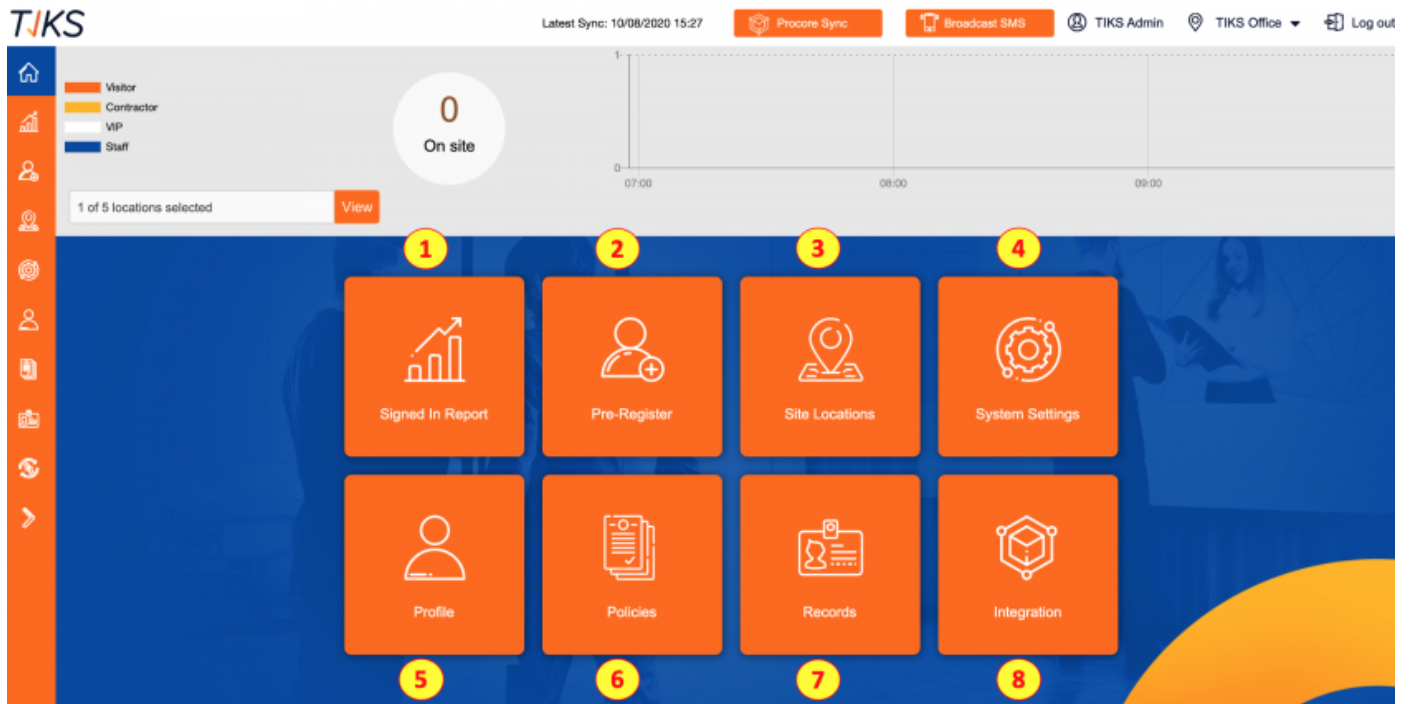 TIKS
Latest Sync: 10/08/2020 15:27
Procore Sync
Broadcast SMS
TIKS Admin
TIKS Office
Log out
Visitor
Contractor
VIP
Staff
0
On site
1 of 5 locations selected
View
1
0
07:00
08:00
09:00
1
2
3
4
Signed In Report
Pre-Register
Site Locations
System Settings
Profile
Policies
Records
Integration
5
6
7
8